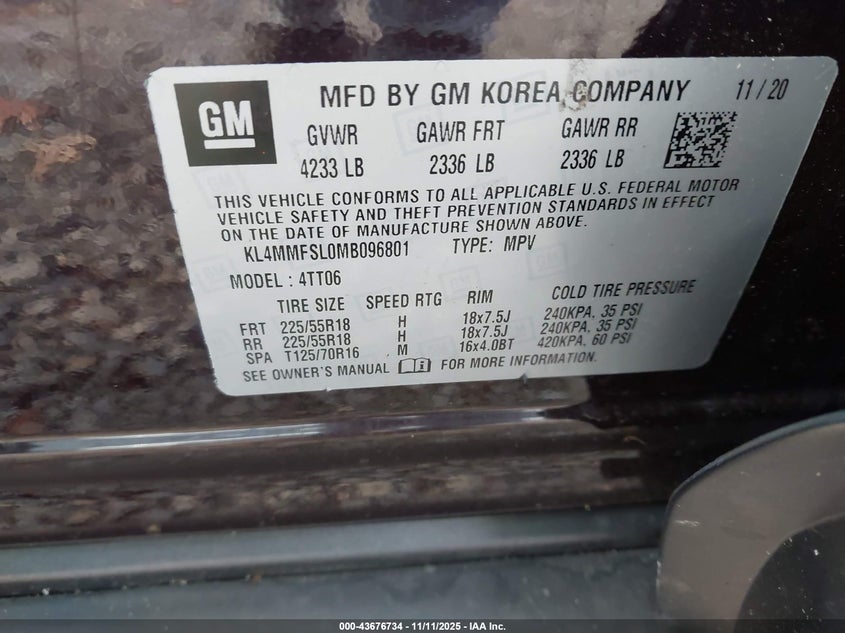 GM
MFD BY GM KOREA COMPANY 11/20
GVWR GAWR FRT GAWR RR
4233 LB 2336 LB 2336 LB
THIS VEHICLE CONFORMS TO ALL APPLICABLE U.S. FEDERAL MOTOR
VEHICLE SAFETY AND THEFT PREVENTION STANDARDS IN EFFECT
ON THE DATE OF MANUFACTURE SHOWN ABOVE.
KL4MMFSL0MB096801 TYPE: MPV
MODEL : 4TT06
TIRE SIZE SPEED RTG RIM COLD TIRE PRESSURE
FRT 225/55R18 H 18x7.5J 240KPA, 35 PSI
RR 225/55R18 H 18x7.5J 240KPA, 35 PSI
SPA T125/70R16 M 16x4.0BT 420KPA, 60 PSI
SEE OWNER'S MANUAL FOR MORE INFORMATION.
000-43676734 - 11/11/2025 - IAA Inc.